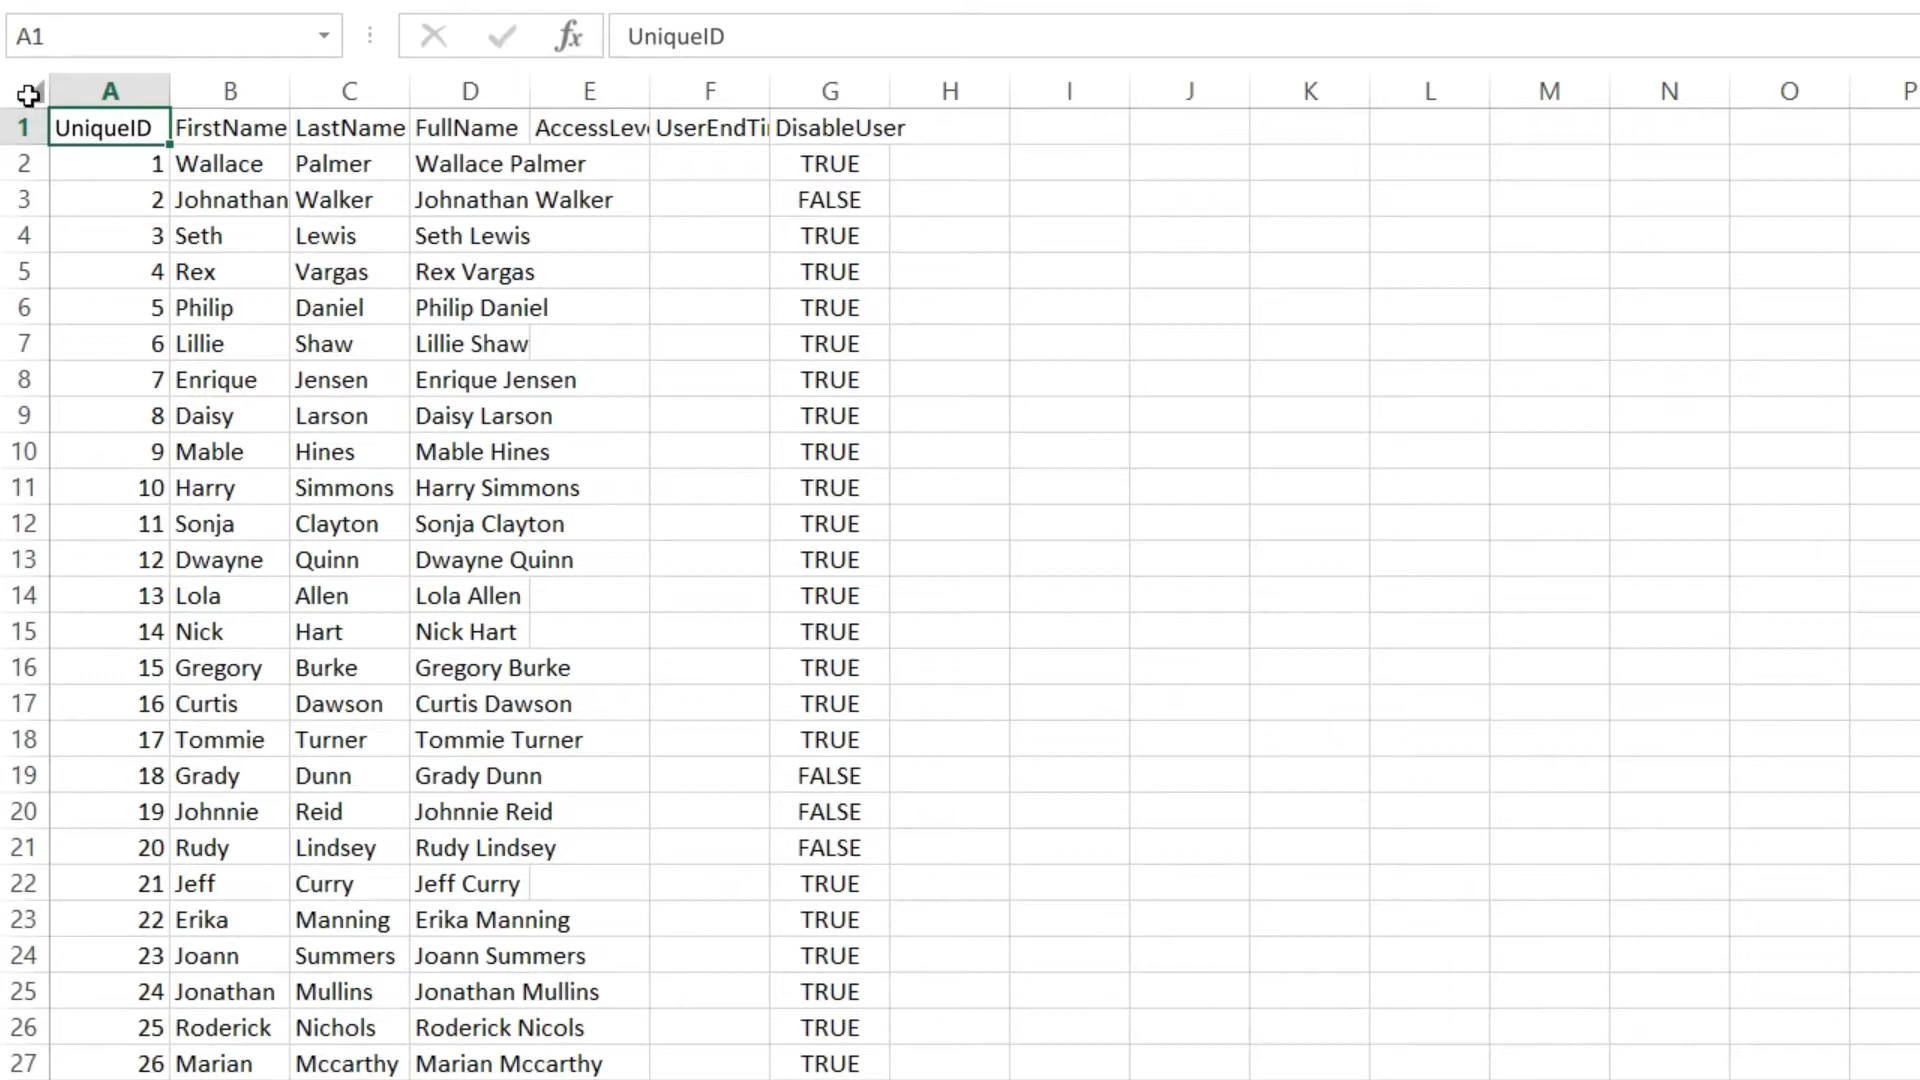 A1 fx UniqueID
A B C D E F G H I J K L M N O P
1 UniqueID FirstName LastName FullName AccessLeve UserEndTi DisableUser
2 1 Wallace Palmer Wallace Palmer TRUE
3 2 Johnathan Walker Johnathan Walker FALSE
4 3 Seth Lewis Seth Lewis TRUE
5 4 Rex Vargas Rex Vargas TRUE
6 5 Philip Daniel Philip Daniel TRUE
7 6 Lillie Shaw Lillie Shaw TRUE
8 7 Enrique Jensen Enrique Jensen TRUE
9 8 Daisy Larson Daisy Larson TRUE
10 9 Mable Hines Mable Hines TRUE
11 10 Harry Simmons Harry Simmons TRUE
12 11 Sonja Clayton Sonja Clayton TRUE
13 12 Dwayne Quinn Dwayne Quinn TRUE
14 13 Lola Allen Lola Allen TRUE
15 14 Nick Hart Nick Hart TRUE
16 15 Gregory Burke Gregory Burke TRUE
17 16 Curtis Dawson Curtis Dawson TRUE
18 17 Tommie Turner Tommie Turner TRUE
19 18 Grady Dunn Grady Dunn FALSE
20 19 Johnnie Reid Johnnie Reid FALSE
21 20 Rudy Lindsey Rudy Lindsey FALSE
22 21 Jeff Curry Jeff Curry TRUE
23 22 Erika Manning Erika Manning TRUE
24 23 Joann Summers Joann Summers TRUE
25 24 Jonathan Mullins Jonathan Mullins TRUE
26 25 Roderick Nichols Roderick Nicols TRUE
27 26 Marian Mccarthy Marian Mccarthy TRUE